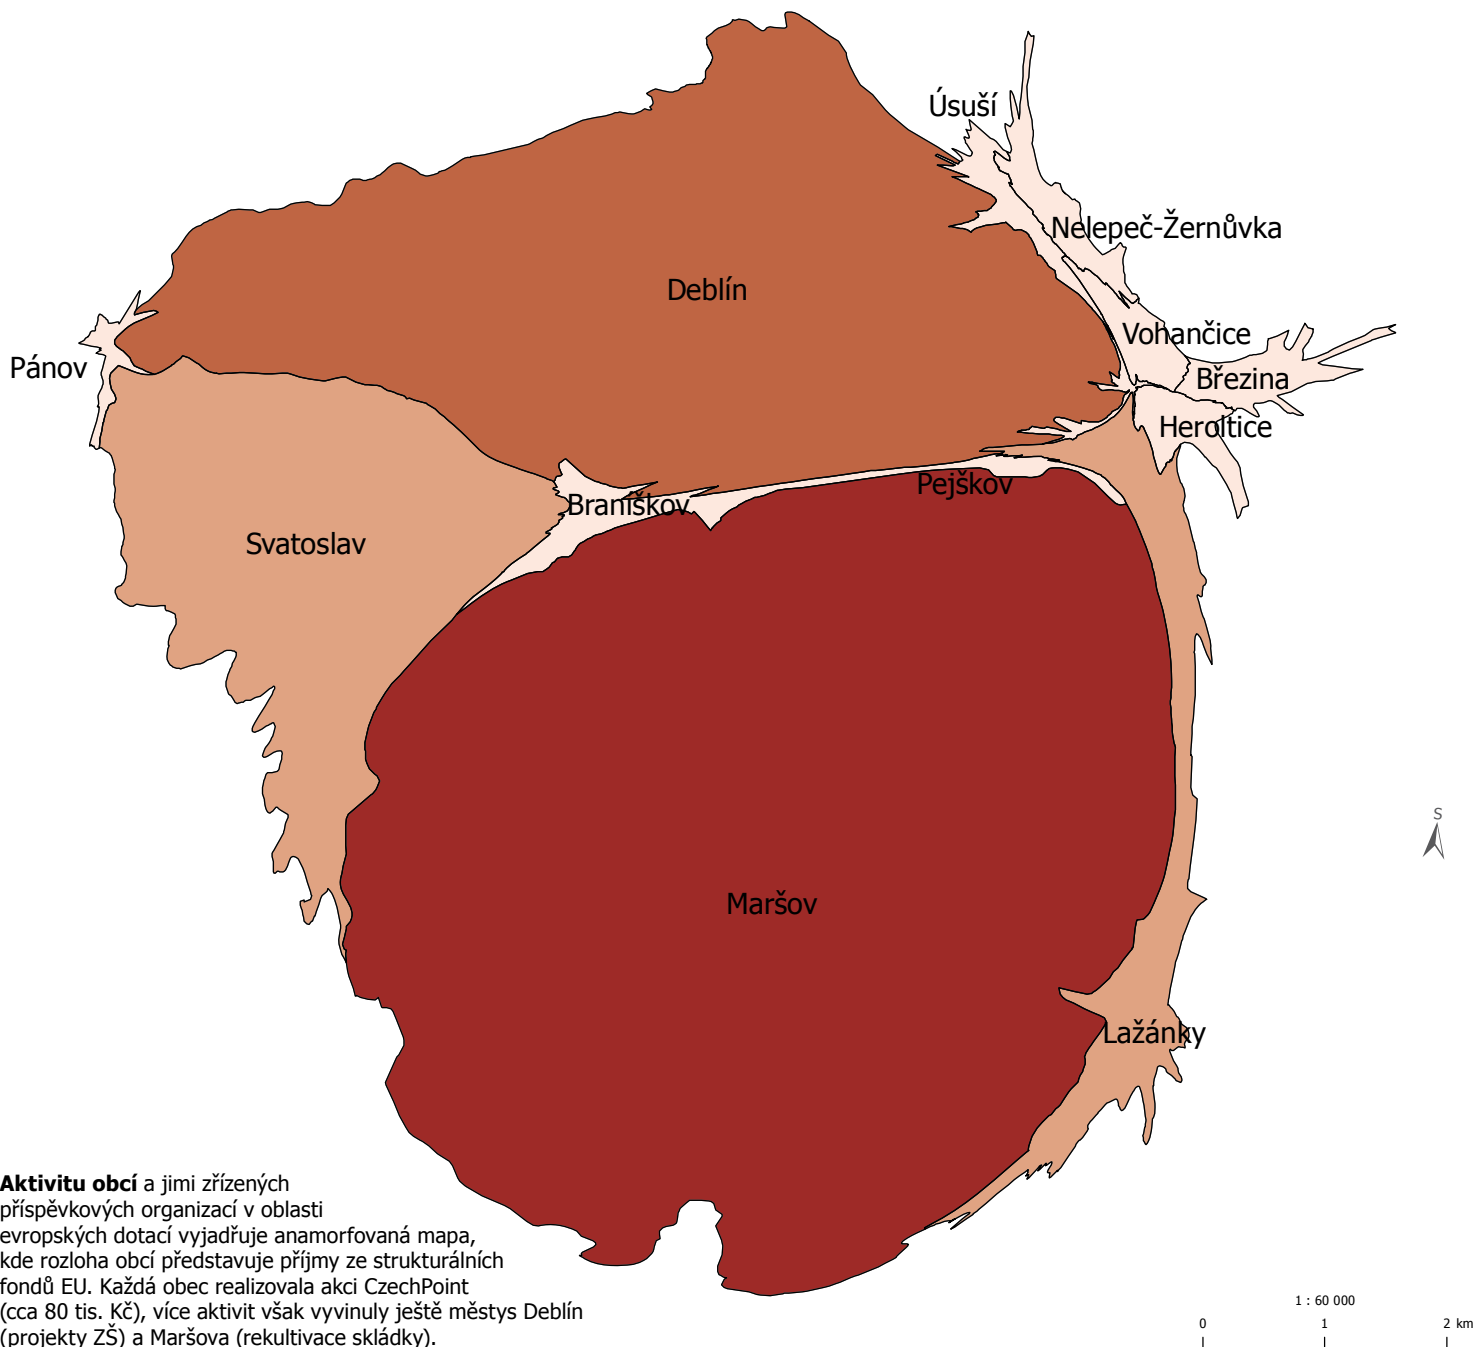 Úsuší
Nelepeč-Žernůvka
Deblín
Vohančice
Pánov
Březina
Heroltice
Pejškov
Braníškov
Svatoslav
S
Maršov
Lažánky
Aktivitu obcí a jimi zřízených
příspěvkových organizací v oblasti
evropských dotací vyjadřuje anamorfovaná mapa,
kde rozloha obcí představuje příjmy ze strukturálních
fondů EU. Každá obec realizovala akci CzechPoint
(cca 80 tis. Kč), více aktivit však vyvinuly ještě městys Deblín
(projekty ZŠ) a Maršova (rekultivace skládky).
1 : 60 000
0 1 2 km